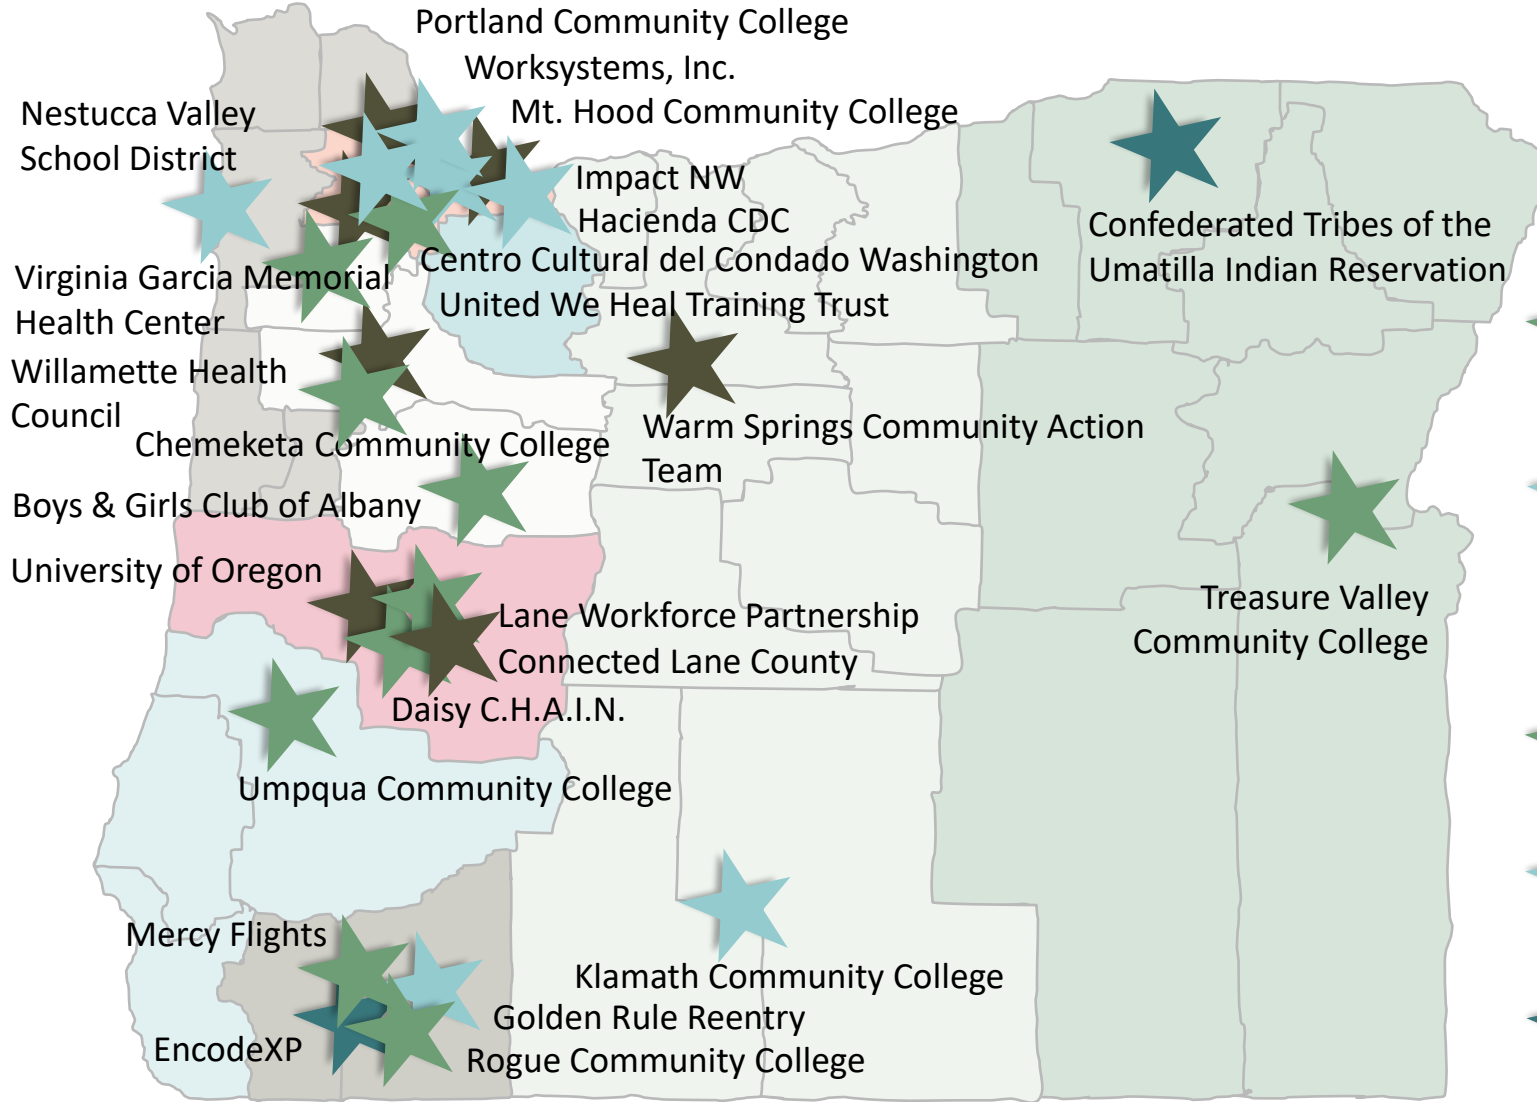 Portland Community College
Worksystems, Inc.
Mt. Hood Community College
Nestucca Valley
School District
Impact NW
Hacienda CDC
Centro Cultural del Condado Washington
United We Heal Training Trust
Confederated Tribes of the
Umatilla Indian Reservation
Virginia Garcia Memorial
Health Center
Willamette Health
Council
Chemeketa Community College
Warm Springs Community Action
Team
Boys & Girls Club of Albany
University of Oregon
Lane Workforce Partnership
Connected Lane County
Daisy C.H.A.I.N.
Treasure Valley
Community College
Umpqua Community College
Mercy Flights
Klamath Community College
Golden Rule Reentry
Rogue Community College
EncodeXP